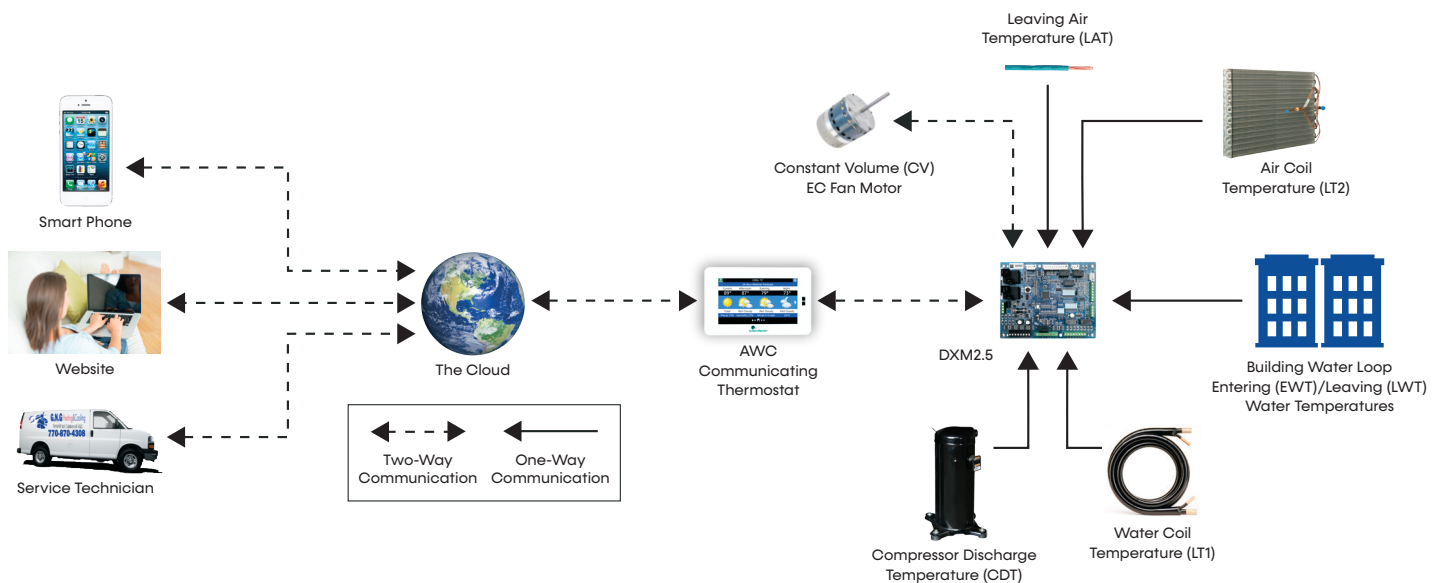 Leaving Air
Temperature (LAT)
Constant Volume (CV)
EC Fan Motor
Air Coil
Temperature (LT2)
Smart Phone
Website
G.N.G Heating & Cooling
770-870-4308
Service Technician
The Cloud
AWC
Communicating
Thermostat
DXM2.5
Building Water Loop
Entering (EWT)/Leaving (LWT)
Water Temperatures
Two-Way
Communication
One-Way
Communication
Compressor Discharge
Temperature (CDT)
Water Coil
Temperature (LT1)